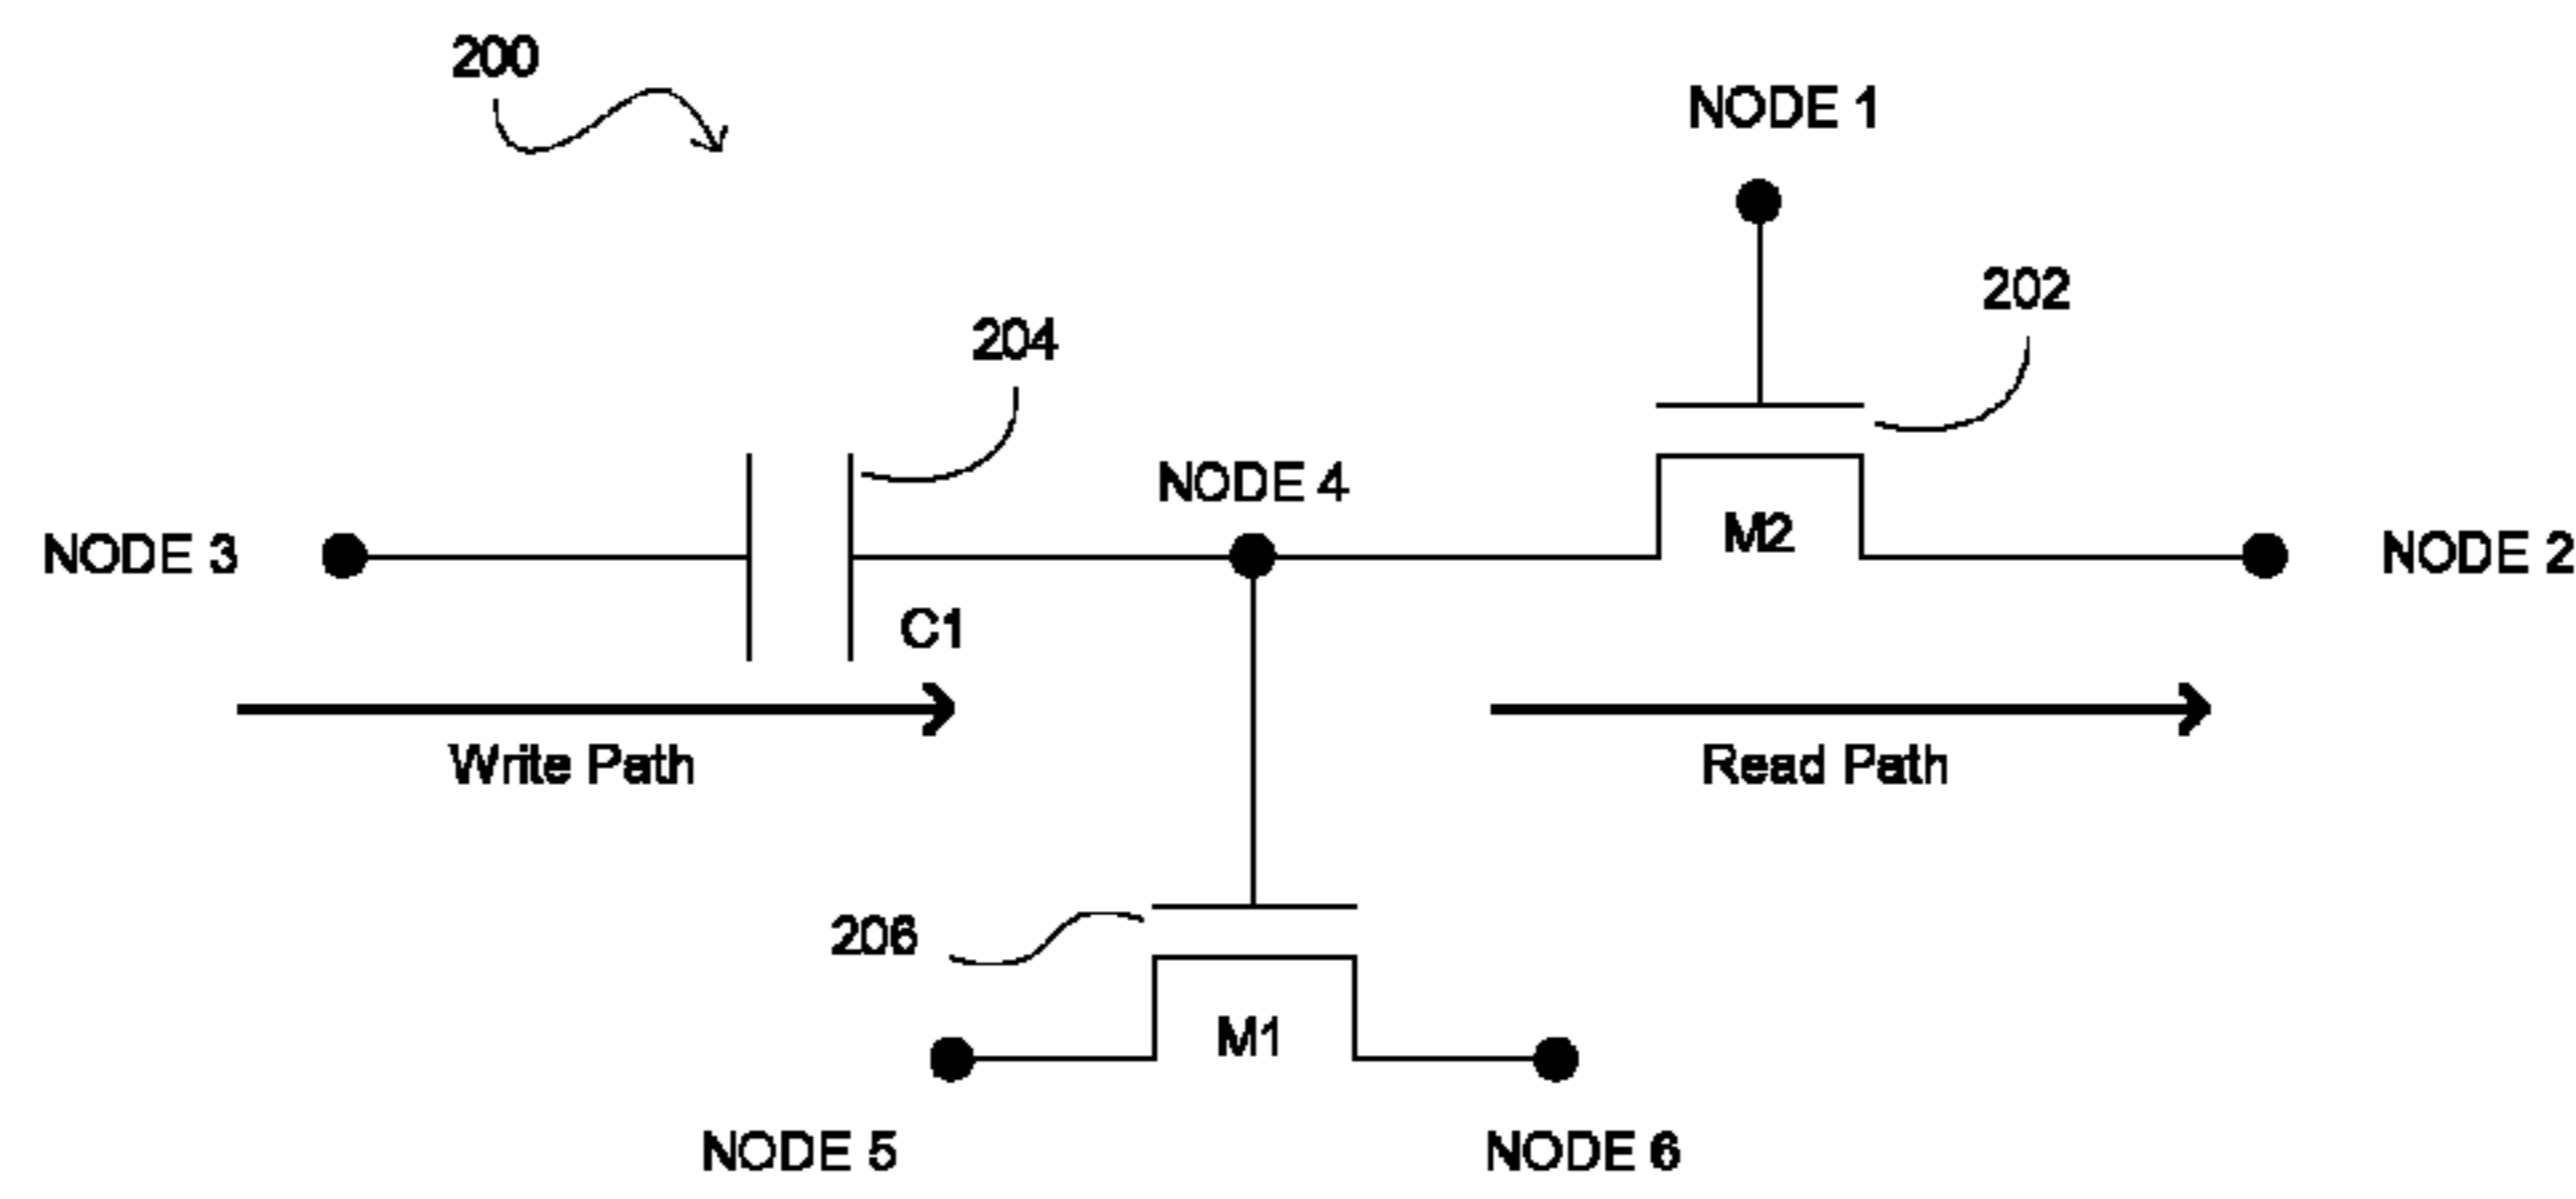 200
NODE 1
202
204
NODE 4
NODE 3
M2
NODE 2
C1
Write Path
Read Path
206
M1
NODE 5
NODE 6